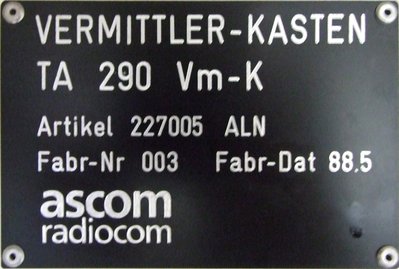 VERMITTLER-KASTEN
TA 290 Vm-K
Artikel 227005 ALN
Fabr-Nr 003 Fabr-Dat 88.5
ascom
radiocom